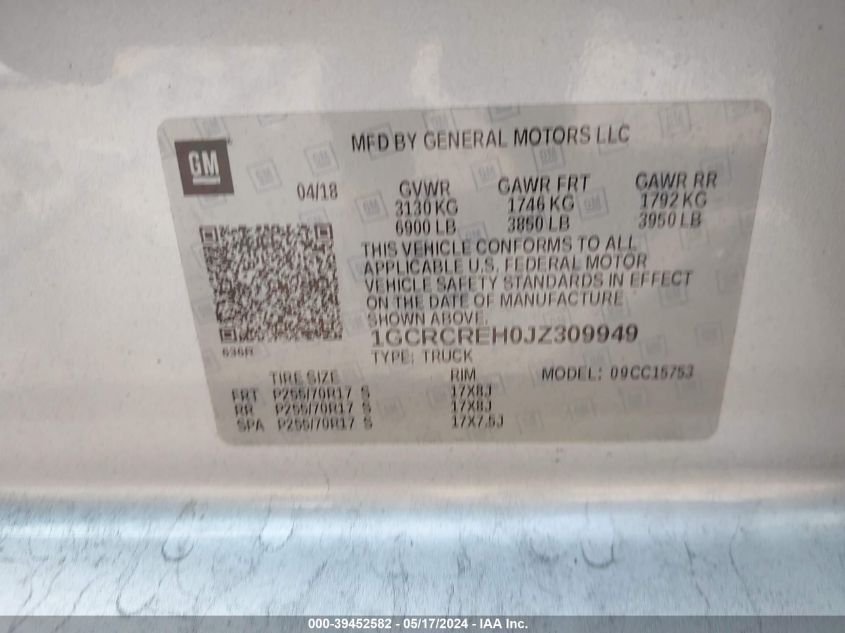 MFD BY GENERAL MOTORS LLC
GM
04/18
GVWR GAWR FRT GAWR RR
3130 KG 1746 KG 1792 KG
6900 LB 3850 LB 3950 LB
THIS VEHICLE CONFORMS TO ALL
APPLICABLE U.S. FEDERAL MOTOR
VEHICLE SAFETY STANDARDS IN EFFECT
ON THE DATE OF MANUFACTURE
SHOWN ABOVE.
1GCRCREH0JZ309949
TYPE: TRUCK
TIRE SIZE RIM MODEL: 09CC15753
FRT P255/70R17 S 17X8J
RR P255/70R17 S 17X8J
SPA P255/70R17 S 17X7.5J
000-39452582 - 05/17/2024 - IAA Inc.